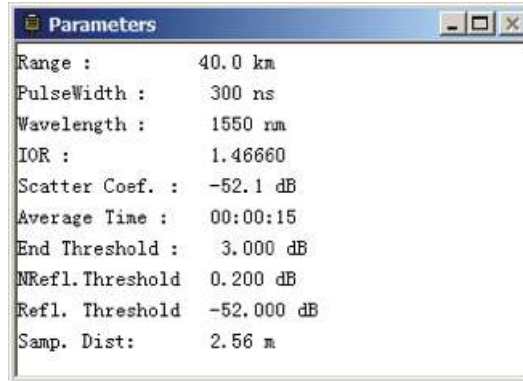 Parameters
Range : 40.0 km
PulseWidth : 300 ns
Wavelength : 1550 nm
IOR : 1.46660
Scatter Coef. : -52.1 dB
Average Time : 00:00:15
End Threshold : 3.000 dB
NRefl.Threshold 0.200 dB
Refl. Threshold -52.000 dB
Samp. Dist: 2.56 m